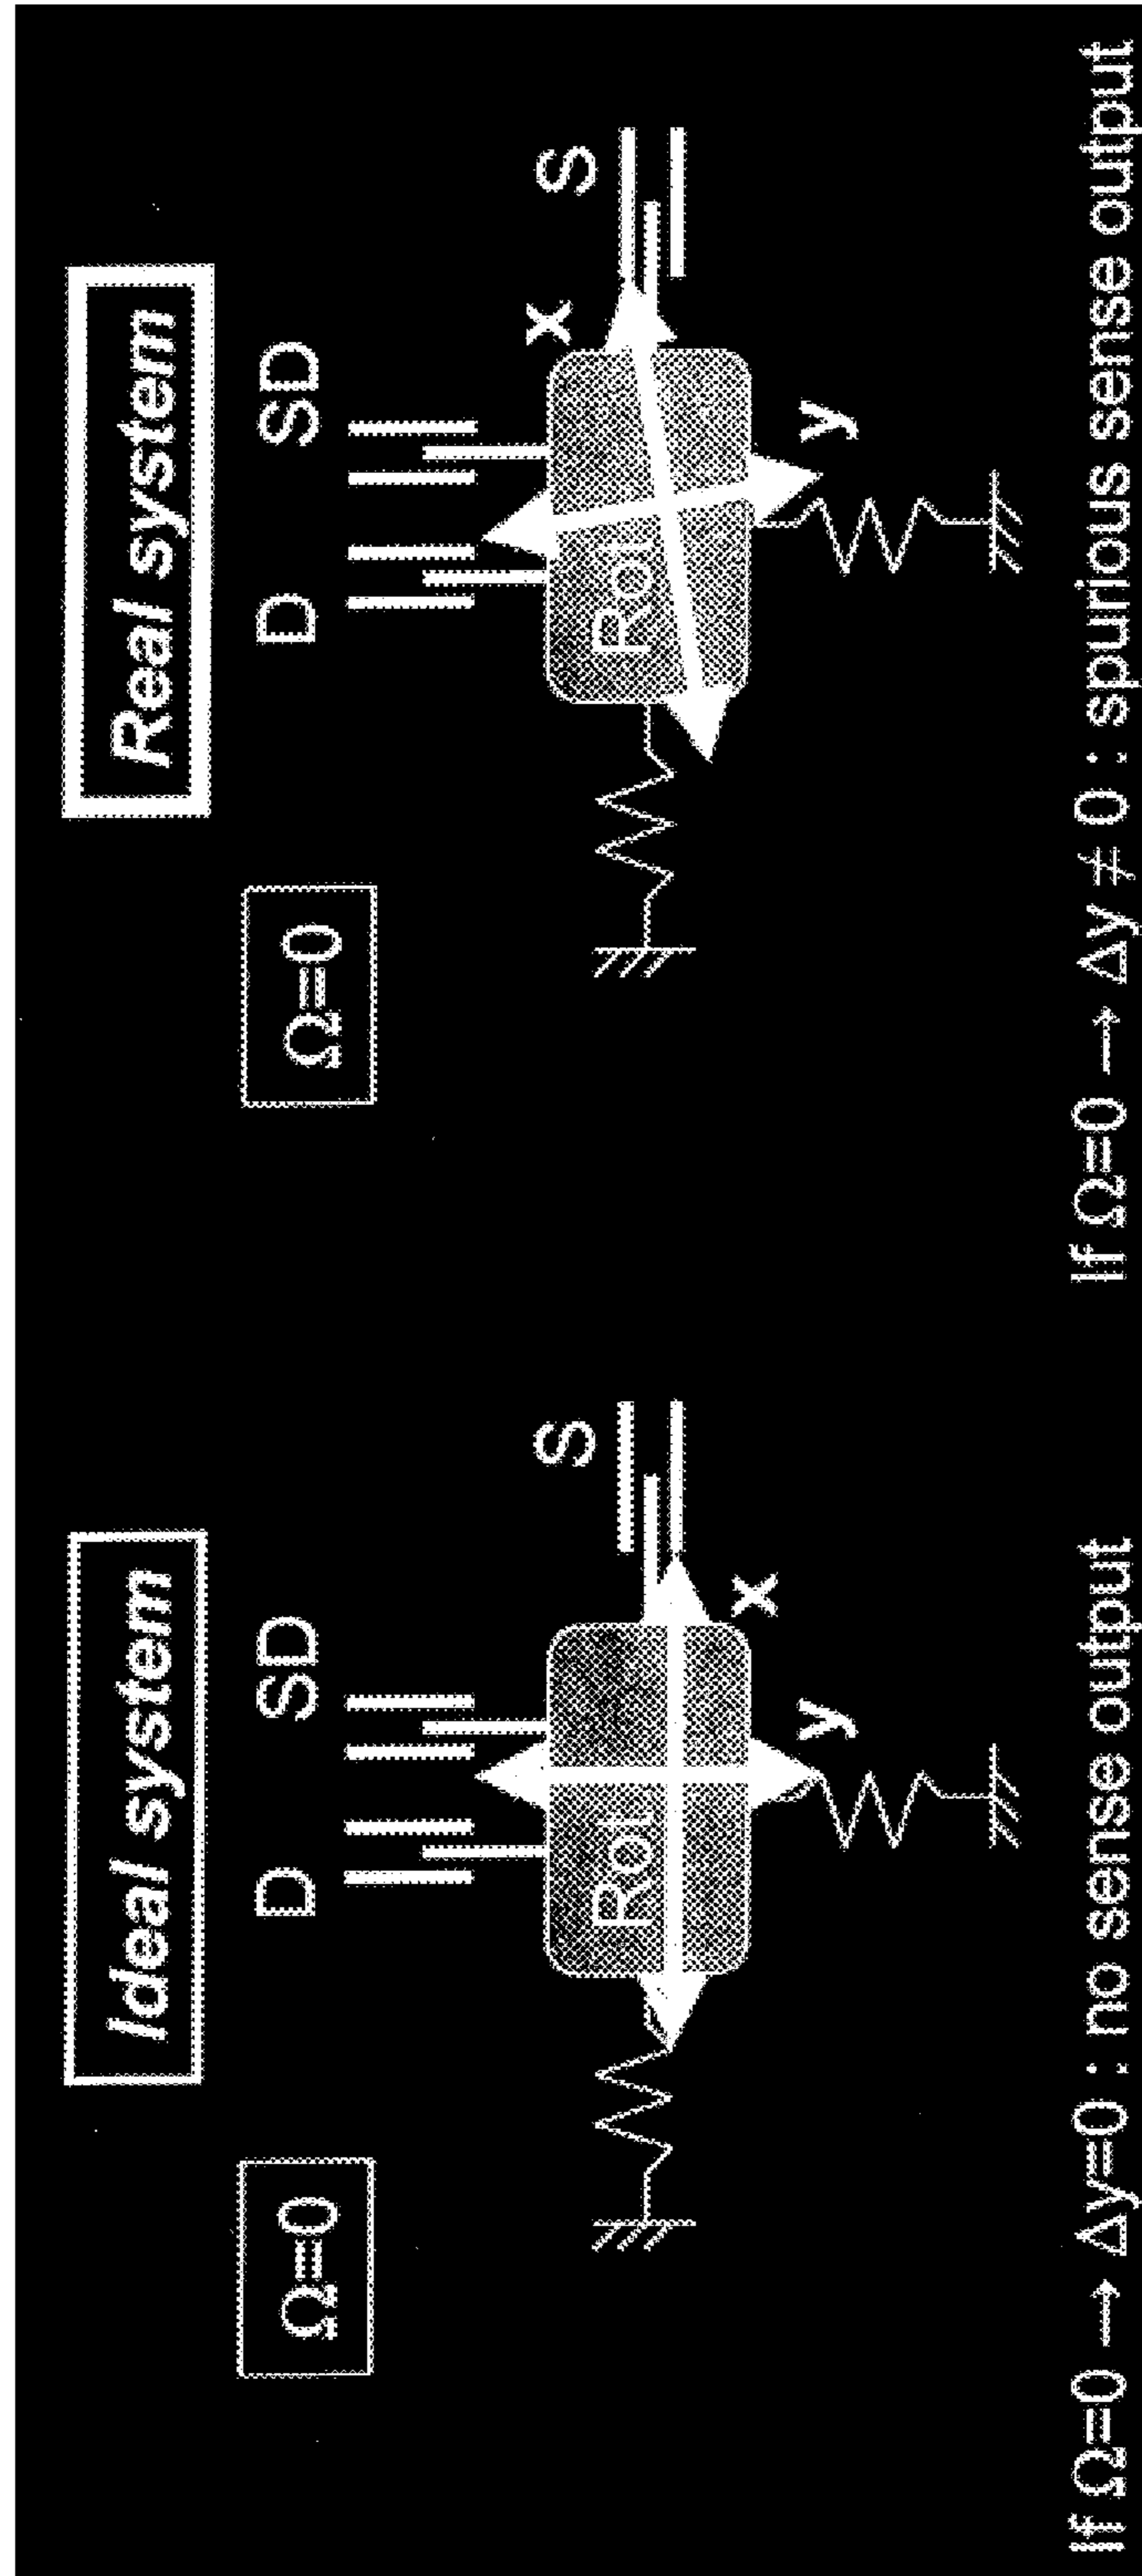 Ideal system
Ω=0
D
SD
S
Rot
x
y
If Ω=0 → Δy=0 : no sense output
Real system
Ω=0
D
SD
S
x
Rot
y
If Ω=0 → Δy ≠ 0 : spurious sense output